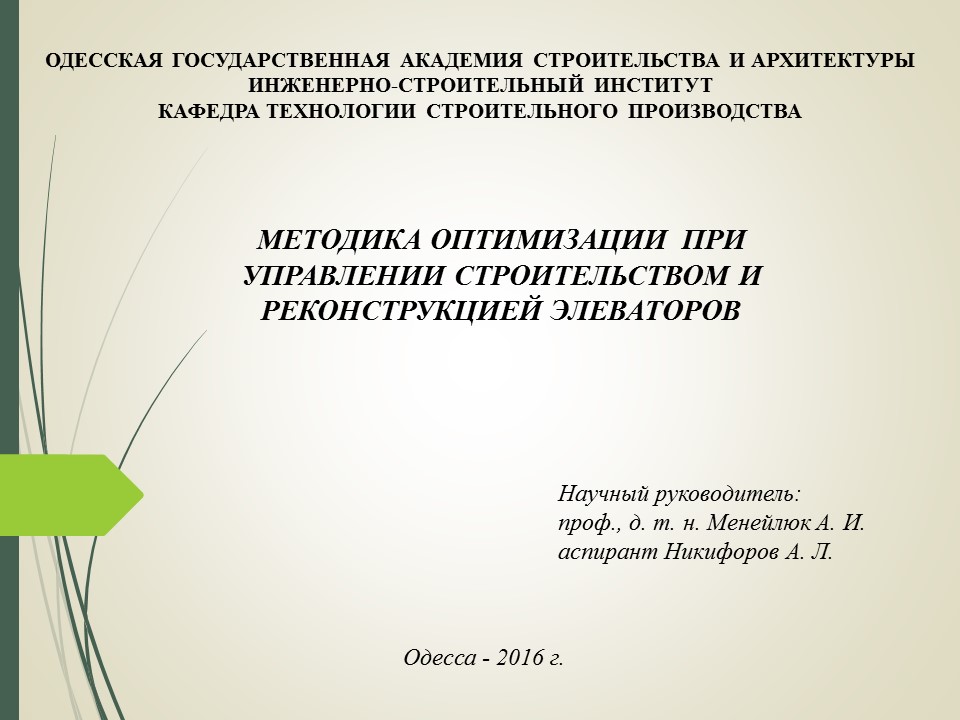 ОДЕССКАЯ ГОСУДАРСТВЕННАЯ АКАДЕМИЯ СТРОИТЕЛЬСТВА И АРХИТЕКТУРЫ
ИНЖЕНЕРНО-СТРОИТЕЛЬНЫЙ ИНСТИТУТ
КАФЕДРА ТЕХНОЛОГИИ СТРОИТЕЛЬНОГО ПРОИЗВОДСТВА
МЕТОДИКА ОПТИМИЗАЦИИ ПРИ
УПРАВЛЕНИИ СТРОИТЕЛЬСТВОМ И
РЕКОНСТРУКЦИЕЙ ЭЛЕВАТОРОВ
Научный руководитель:
проф., д. т. н. Менейлюк А. И.
аспирант Никифоров А. Л.
Одесса - 2016 г.